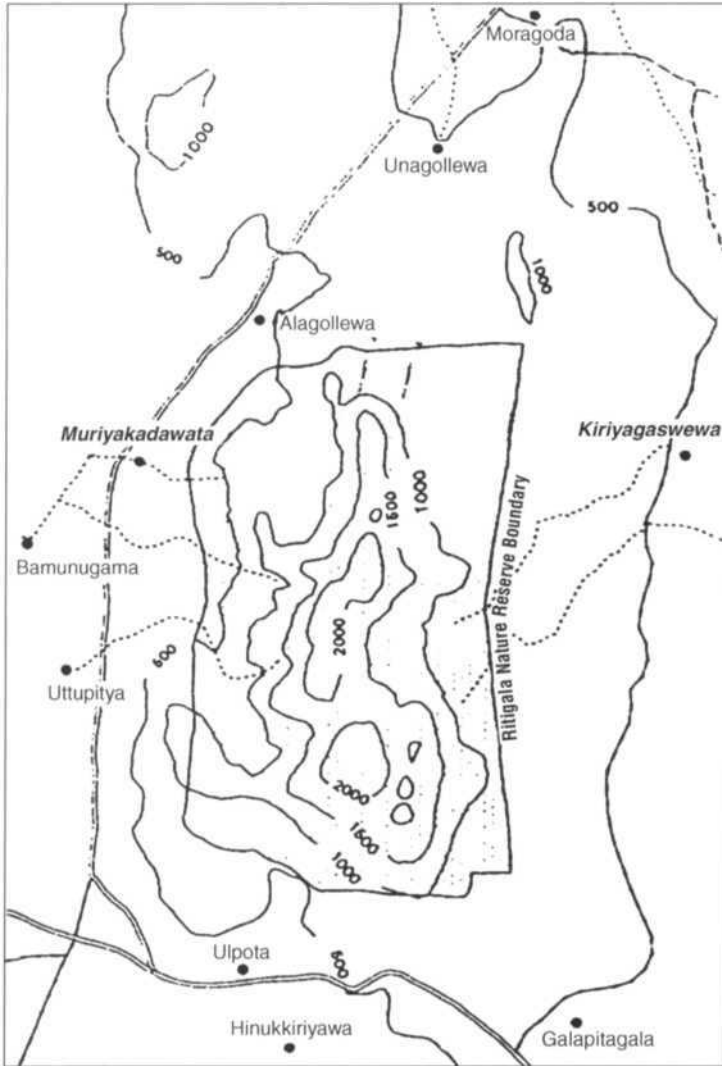 Moragoda
1000
Unagollewa
500
500
1000
Alagollewa
Muriyakadawata
Kiriyagaswewa
1500
1000
Bamunugama
Ritigala Nature Reserve Boundary
2000
600
Uttupitya
2000
1600
1000
Ulpota
600
Hinukkiriyawa
Galapitagala